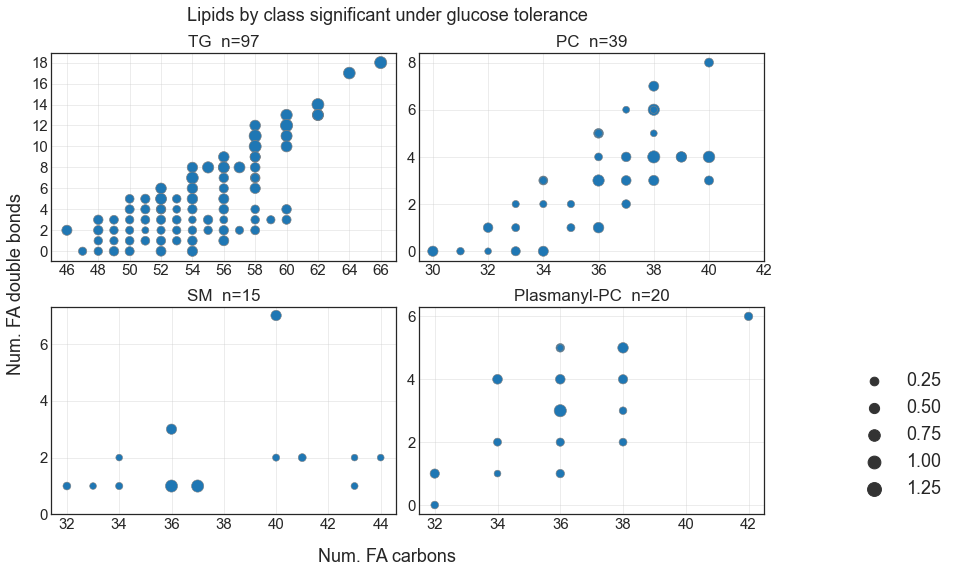 Lipids by class significant under glucose tolerance
TG  n=97
PC  n=39
18
16
14
12
10
8
6
4
2
0
46 48 50 52 54 56 58 60 62 64 66
8
6
4
2
0
30 32 34 36 38 40 42
Num. FA double bonds
SM  n=15
Plasmanyl-PC  n=20
6
4
2
0
32 34 36 38 40 42 44
6
4
2
0
32 34 36 38 40 42
0.25
0.50
0.75
1.00
1.25
Num. FA carbons